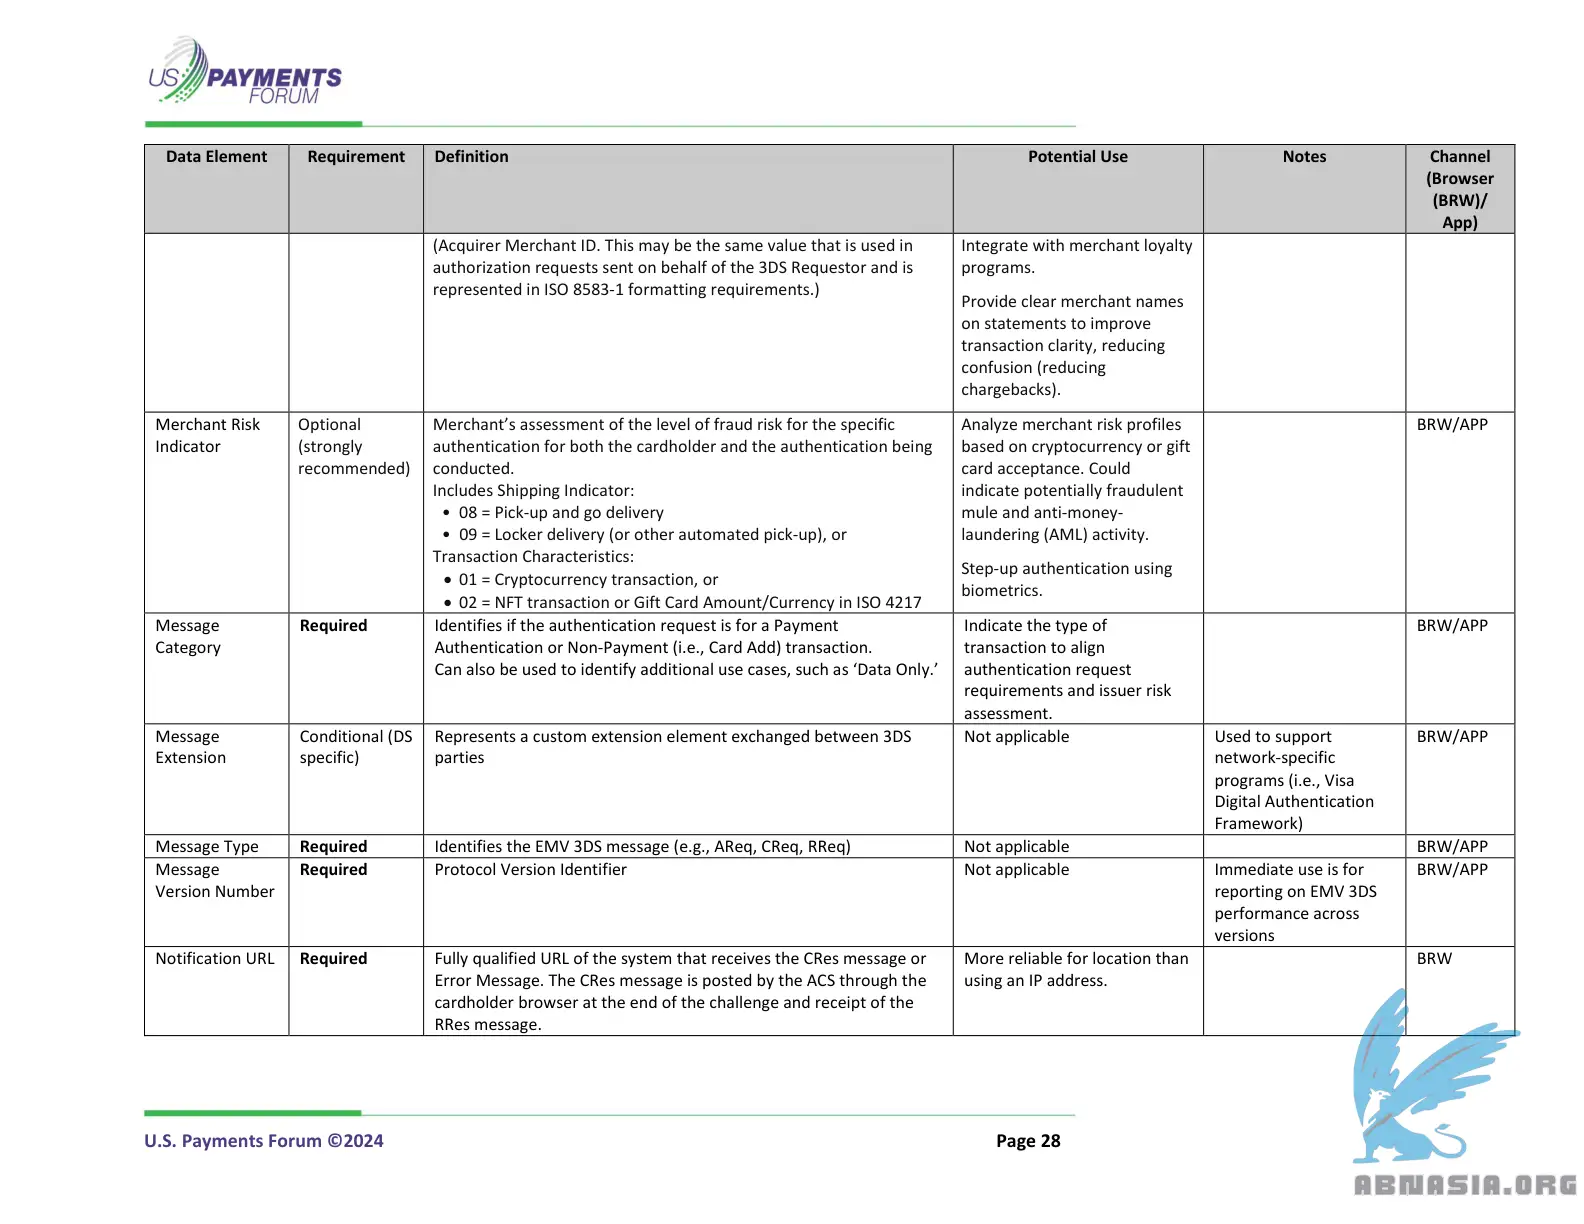 US PAYMENTS
FORUM
Data Element
Requirement
Definition
Potential Use
Notes
Channel
(Browser
(BRW)/
App)
(Acquirer Merchant ID. This may be the same value that is used in
authorization requests sent on behalf of the 3DS Requestor and is
represented in ISO 8583-1 formatting requirements.)
Integrate with merchant loyalty
programs.
Provide clear merchant names
on statements to improve
transaction clarity, reducing
confusion (reducing
chargebacks).
Merchant Risk
Indicator
Optional
(strongly
recommended)
Merchant’s assessment of the level of fraud risk for the specific
authentication for both the cardholder and the authentication being
conducted.
Includes Shipping Indicator:
• 08 = Pick-up and go delivery
• 09 = Locker delivery (or other automated pick-up), or
Transaction Characteristics:
• 01 = Cryptocurrency transaction, or
• 02 = NFT transaction or Gift Card Amount/Currency in ISO 4217
Analyze merchant risk profiles
based on cryptocurrency or gift
card acceptance. Could
indicate potentially fraudulent
mule and anti-money-
laundering (AML) activity.
Step-up authentication using
biometrics.
BRW/APP
Message
Category
Required
Identifies if the authentication request is for a Payment
Authentication or Non-Payment (i.e., Card Add) transaction.
Can also be used to identify additional use cases, such as ‘Data Only.’
Indicate the type of
transaction to align
authentication request
requirements and issuer risk
assessment.
BRW/APP
Message
Extension
Conditional (DS
specific)
Represents a custom extension element exchanged between 3DS
parties
Not applicable
Used to support
network-specific
programs (i.e., Visa
Digital Authentication
Framework)
BRW/APP
Message Type
Required
Identifies the EMV 3DS message (e.g., AReq, CReq, RReq)
Not applicable
BRW/APP
Message
Version Number
Required
Protocol Version Identifier
Not applicable
Immediate use is for
reporting on EMV 3DS
performance across
versions
BRW/APP
Notification URL
Required
Fully qualified URL of the system that receives the CRes message or
Error Message. The CRes message is posted by the ACS through the
cardholder browser at the end of the challenge and receipt of the
RRes message.
More reliable for location than
using an IP address.
BRW
U.S. Payments Forum ©2024
Page 28
ABNASIA.ORG